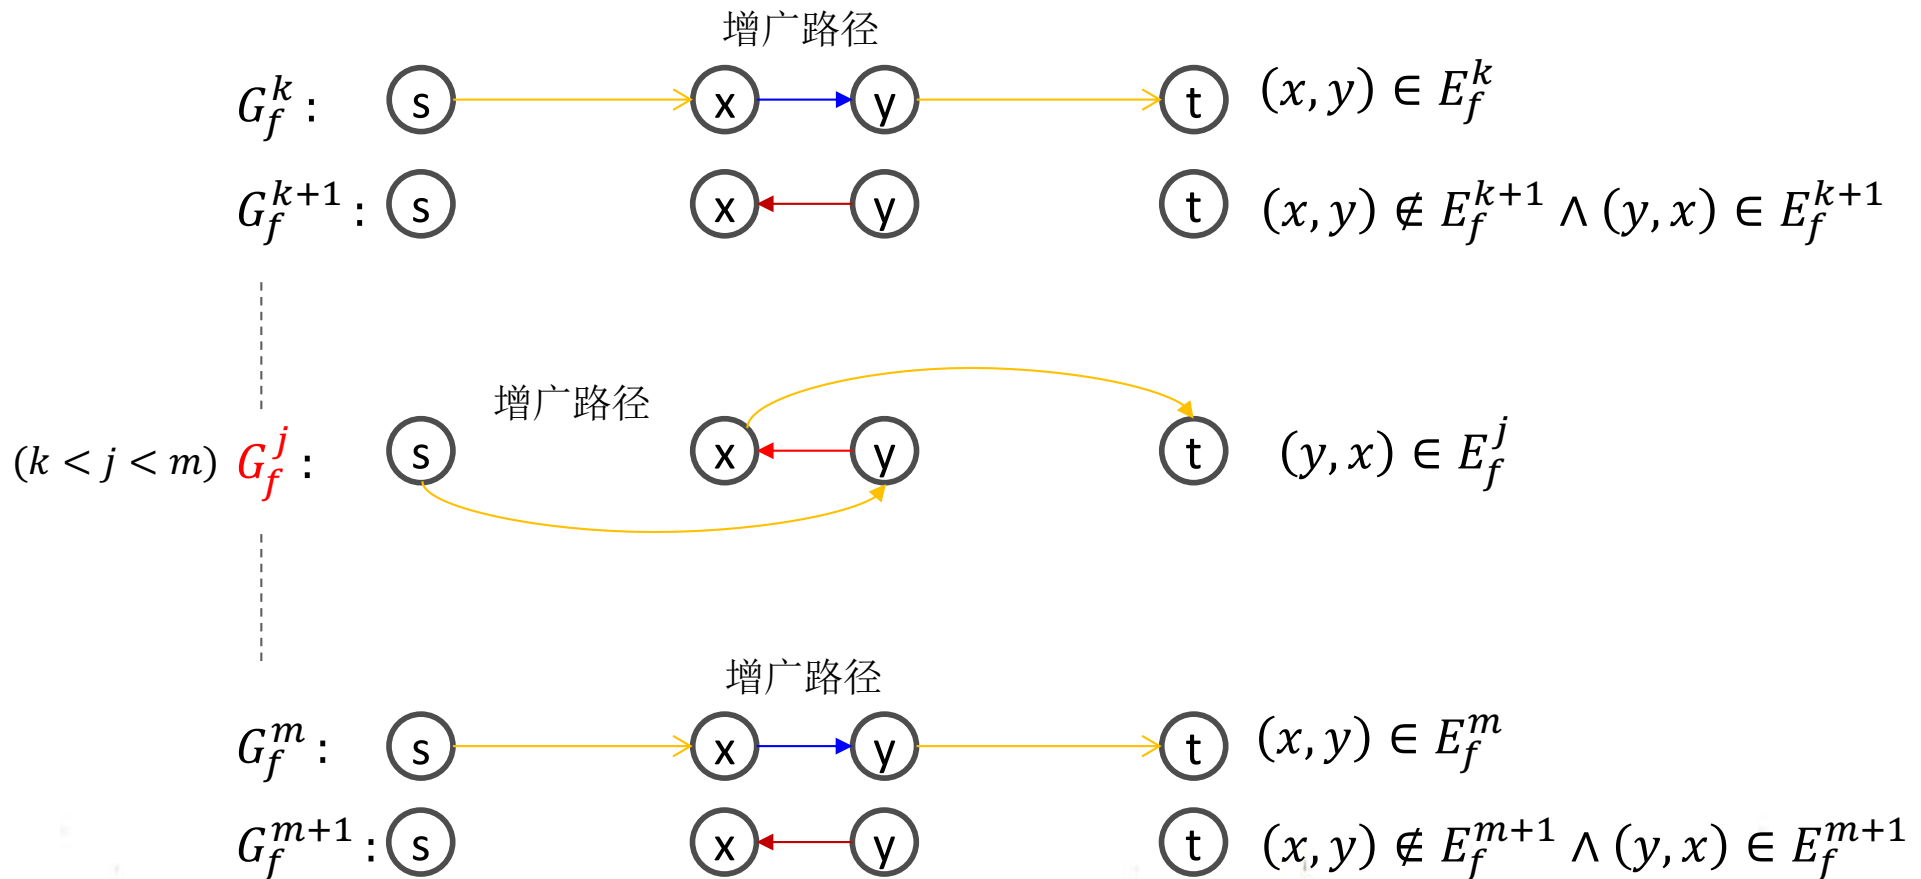 增广路径
G_f^k : s x y t (x, y) ∈ E_f^k
G_f^{k+1} : s x y t (x, y) ∉ E_f^{k+1} ∧ (y, x) ∈ E_f^{k+1}
增广路径
(k < j < m) G_f^j : s x y t (y, x) ∈ E_f^j
增广路径
G_f^m : s x y t (x, y) ∈ E_f^m
G_f^{m+1} : s x y t (x, y) ∉ E_f^{m+1} ∧ (y, x) ∈ E_f^{m+1}